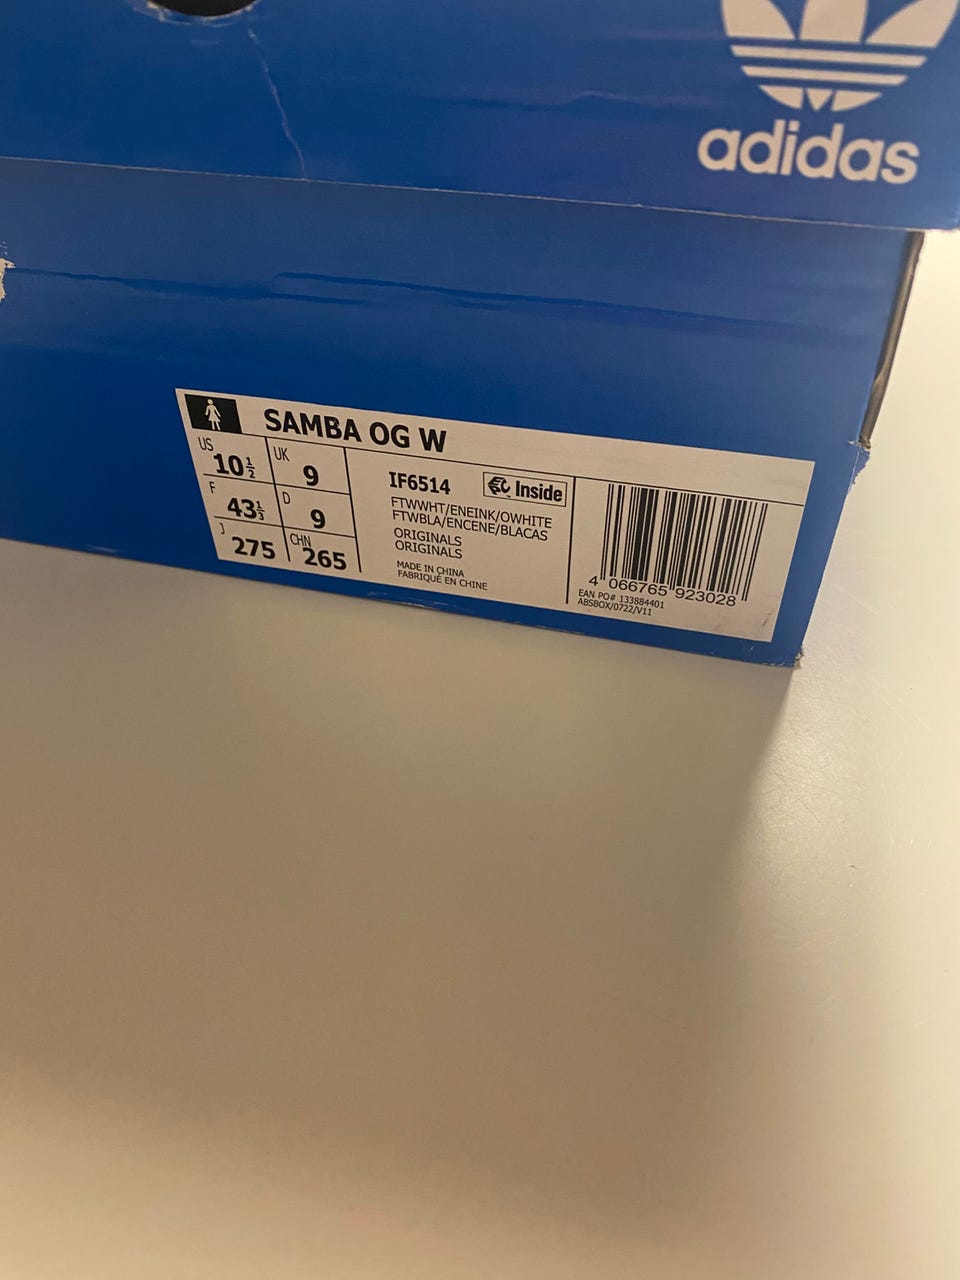 adidas
SAMBA OG W
US 10½
UK 9
F 43⅓
D 9
J 275
CHN 265
IF6514
Inside
FTWWHT/ENEINK/OWHITE
FTWBLA/ENCENE/BLACAS
ORIGINALS
ORIGINALS
MADE IN CHINA
FABRIQUÉ EN CHINE
4 066765 923028
EAN PO# 133884401
ABSBOX/0722/V11